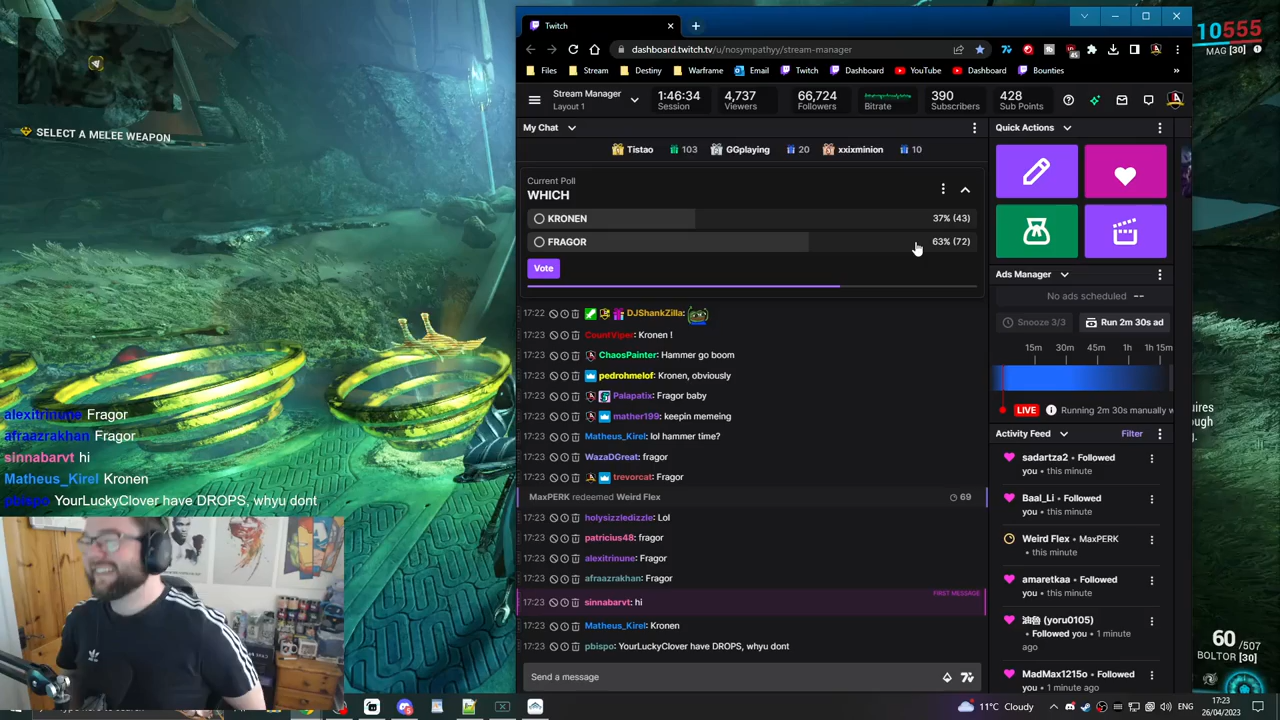 SELECT A MELEE WEAPON
alexitrinune Fragor
afraazrakhan Fragor
sinnabarvt hi
Matheus_Kirel Kronen
pbispo YourLuckyClover have DROPS, whyu dont
Twitch
dashboard.twitch.tv/u/nosympathyy/stream-manager
Files Stream Destiny Warframe Email Twitch Dashboard YouTube Dashboard Bounties »
Stream Manager
Layout 1
1:46:34
Session
4,737
Viewers
66,724
Followers
Bitrate
390
Subscribers
428
Sub Points
My Chat
Tistao 103 GGplaying 20 xxixminion 10
Current Poll
WHICH
KRONEN 37% (43)
FRAGOR 63% (72)
Vote
17:22 DJShankZilla:
17:23 CsuntViper: Kronen !
17:23 ChaosPainter: Hammer go boom
17:23 pedrohmelof: Kronen, obviously
17:23 Palapatix: Fragor baby
17:23 mather199: keepin memeing
17:23 Matheus_Kirel: lol hammer time?
17:23 WazaDGreat: fragor
17:23 trevorcat: Fragor
MaxPERK redeemed Weird Flex 69
17:23 holysizzledizzle: Lol
17:23 patricius48: fragor
17:23 alexitrinune: Fragor
17:23 afraazrakhan: Fragor
FIRST MESSAGE
17:23 sinnabarvt: hi
17:23 Matheus_Kirel: Kronen
17:23 pbispo: YourLuckyClover have DROPS, whyu dont
Send a message
Quick Actions
Ads Manager
No ads scheduled --
Snooze 3/3 Run 2m 30s ad
15m 30m 45m 1h 1h 15m
LIVE Running 2m 30s manually w
Activity Feed Filter
sadartza2 • Followed
you • this minute
Baal_Li • Followed
you • this minute
Weird Flex • MaxPERK
• this minute
amaretkaa • Followed
you • this minute
(yoru0105)
• Followed you • 1 minute
ago
MadMax1215o • Followed
you • 1 minute ago
10555
MAG [30]
quires
ough
60 /507
BOLTOR [30]
11°C Cloudy
ENG
17:23
26/04/2023